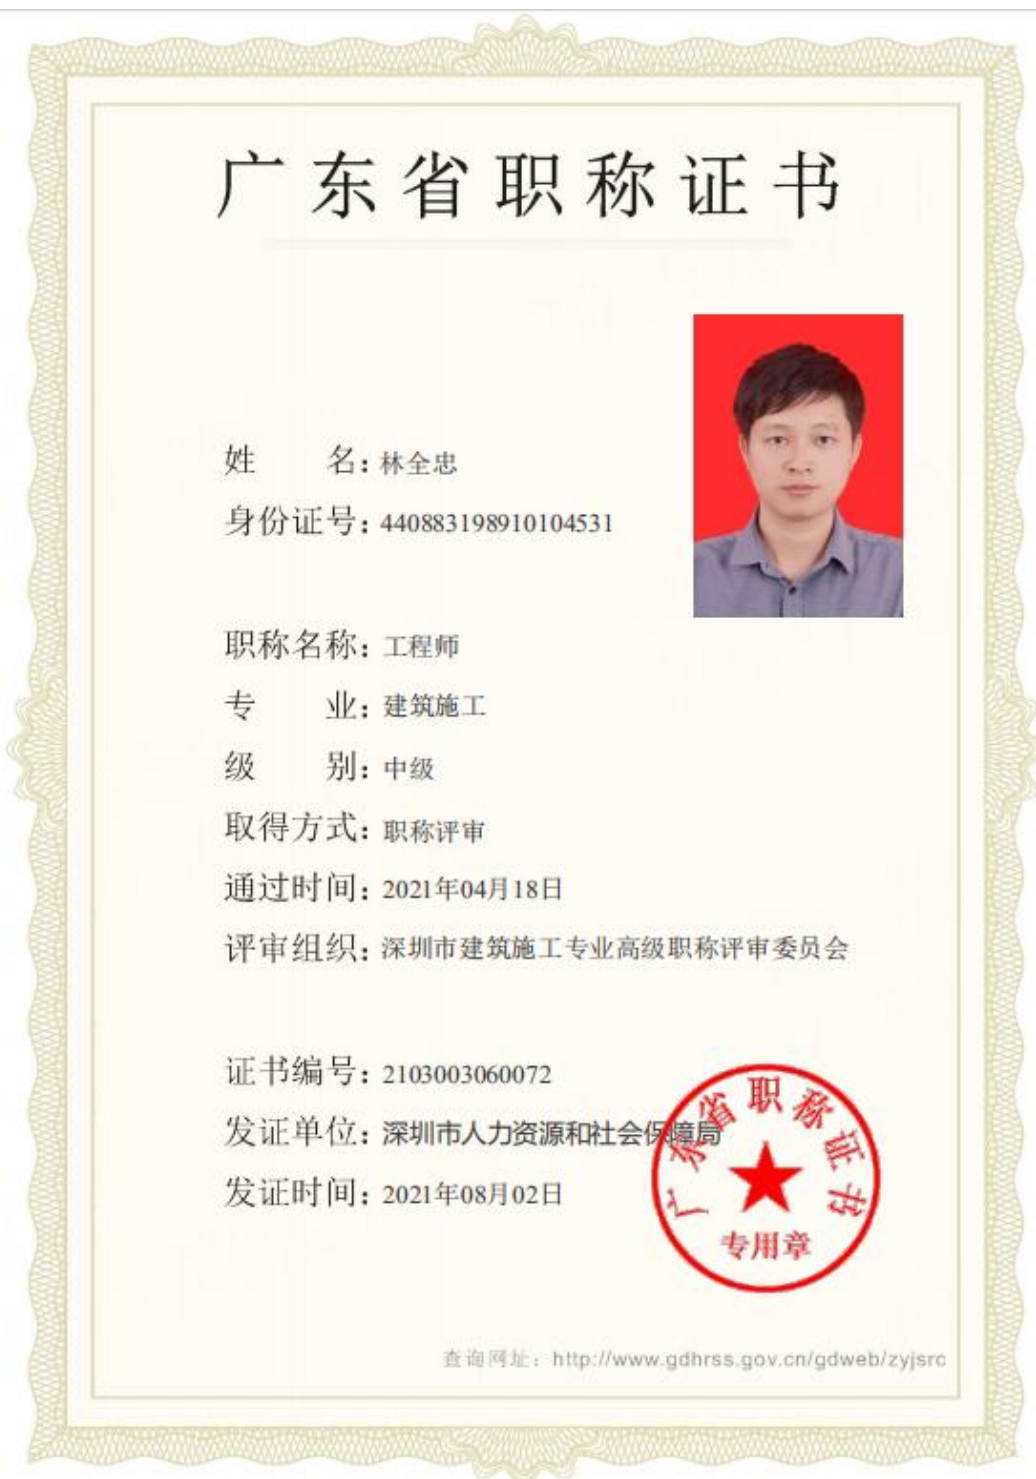 广东省职称证书
姓 名：林全忠
身份证号：440883198910104531
职称名称：工程师
专 业：建筑施工
级 别：中级
取得方式：职称评审
通过时间：2021年04月18日
评审组织：深圳市建筑施工专业高级职称评审委员会
证书编号：2103003060072
发证单位：深圳市人力资源和社会保障局
发证时间：2021年08月02日
广东省职称证书
专用章
查询网址：http://www.gdhrss.gov.cn/gdweb/zyjsrc